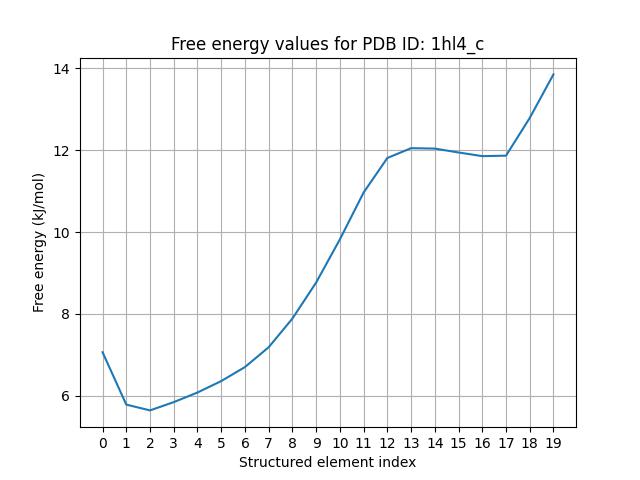 Free energy values for PDB ID: 1hl4_c
14
12
10
8
6
Free energy (kJ/mol)
0 1 2 3 4 5 6 7 8 9 10 11 12 13 14 15 16 17 18 19
Structured element index